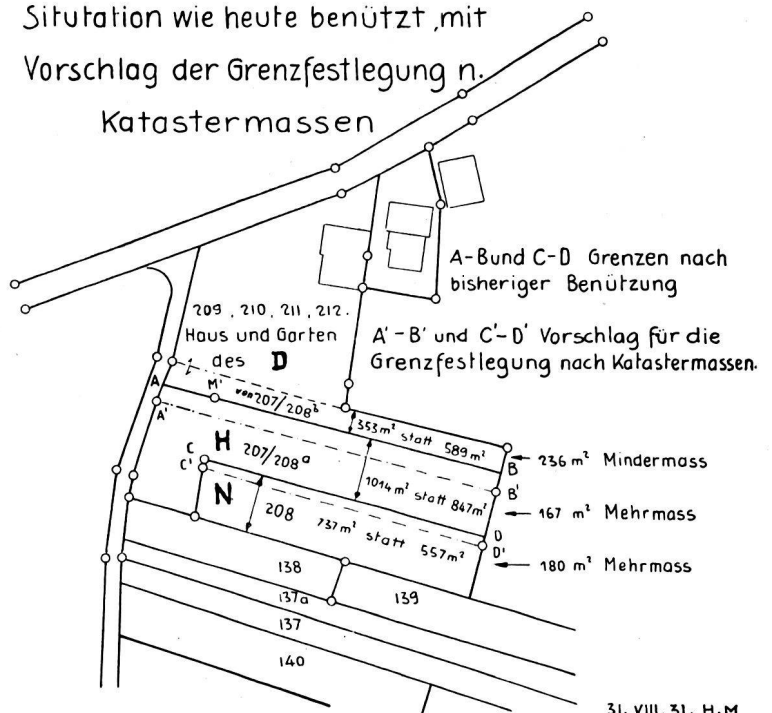 Situtation wie heute benützt, mit
Vorschlag der Grenzfestlegung n.
Katastermassen
A-B und C-D Grenzen nach
bisheriger Benützung
209, 210, 211, 212.
Haus und Garten
des D
A'-B' und C'-D' Vorschlag für die
Grenzfestlegung nach Katastermassen.
A
M'
von 207/208ᵇ
A'
353 m² statt 589 m²
B
236 m² Mindermass
C
H
207/208ᵃ
C'
1014 m² statt 847 m²
B'
167 m² Mehrmass
N
208
737 m² statt 557 m²
D
D'
180 m² Mehrmass
138
137a
139
137
140
31. VIII. 31. H.M